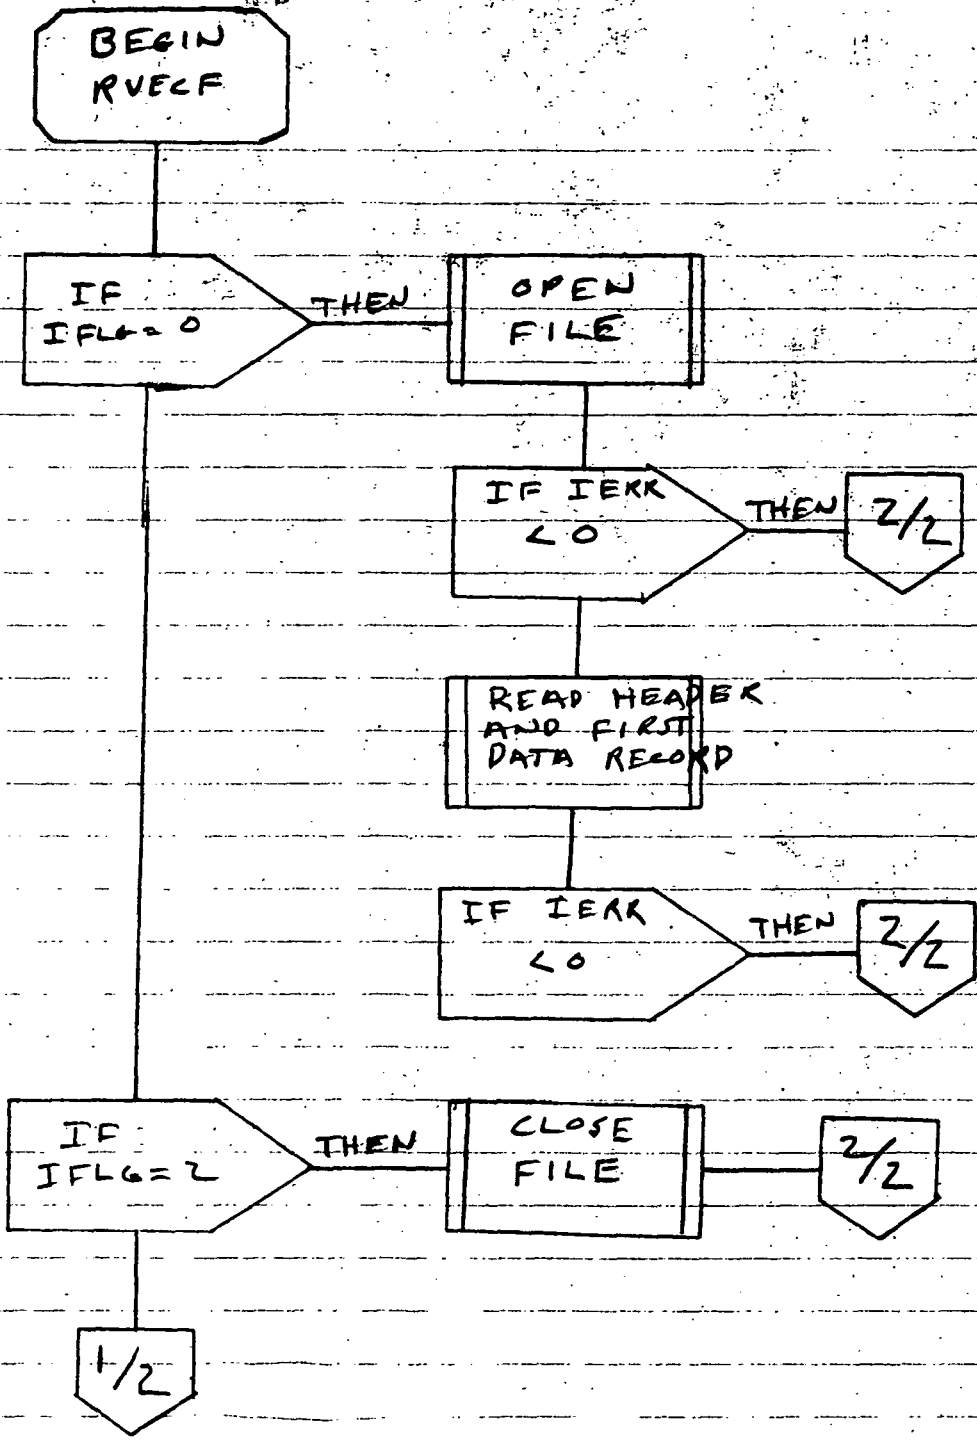 BEGIN
RVECF
IF
IFLG = 0
THEN
OPEN
FILE
IF IERR
< 0
THEN
2/2
READ HEADER
AND FIRST
DATA RECORD
IF IERR
< 0
THEN
2/2
IF
IFLG = 2
THEN
CLOSE
FILE
2/2
1/2